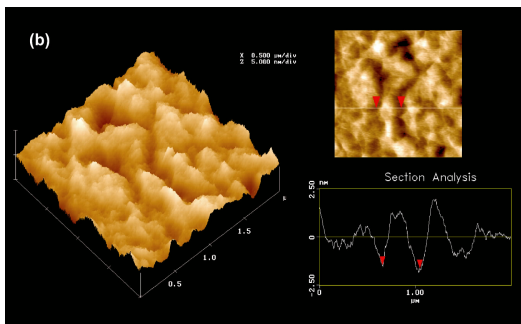 (b)
X 0.500 µm/div
Z 5.000 nm/div
µ
1.5
1.0
0.5
Section Analysis
nm
2.50
0
-2.50
0
1.00
µm